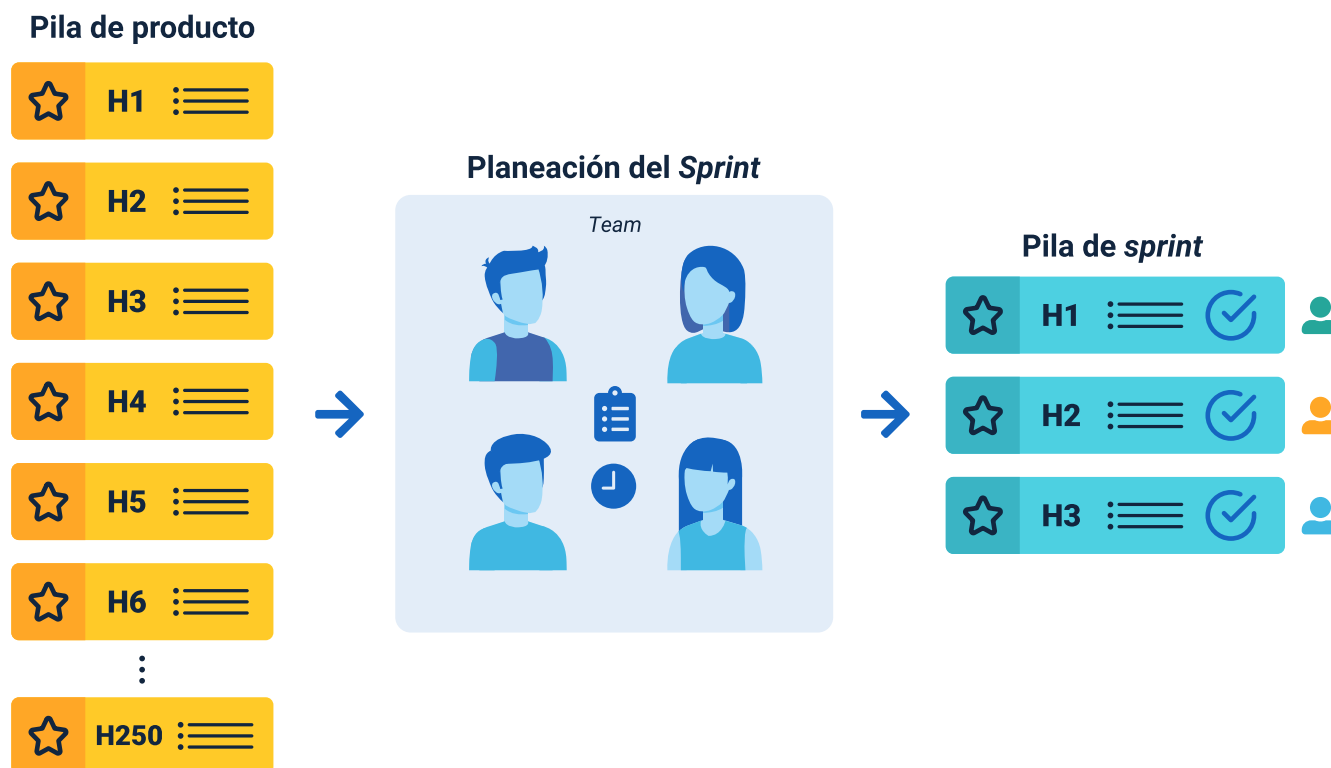 Pila de producto
H1
H2
H3
H4
H5
H6
H250
Planeación del Sprint
Team
Pila de sprint
H1
H2
H3